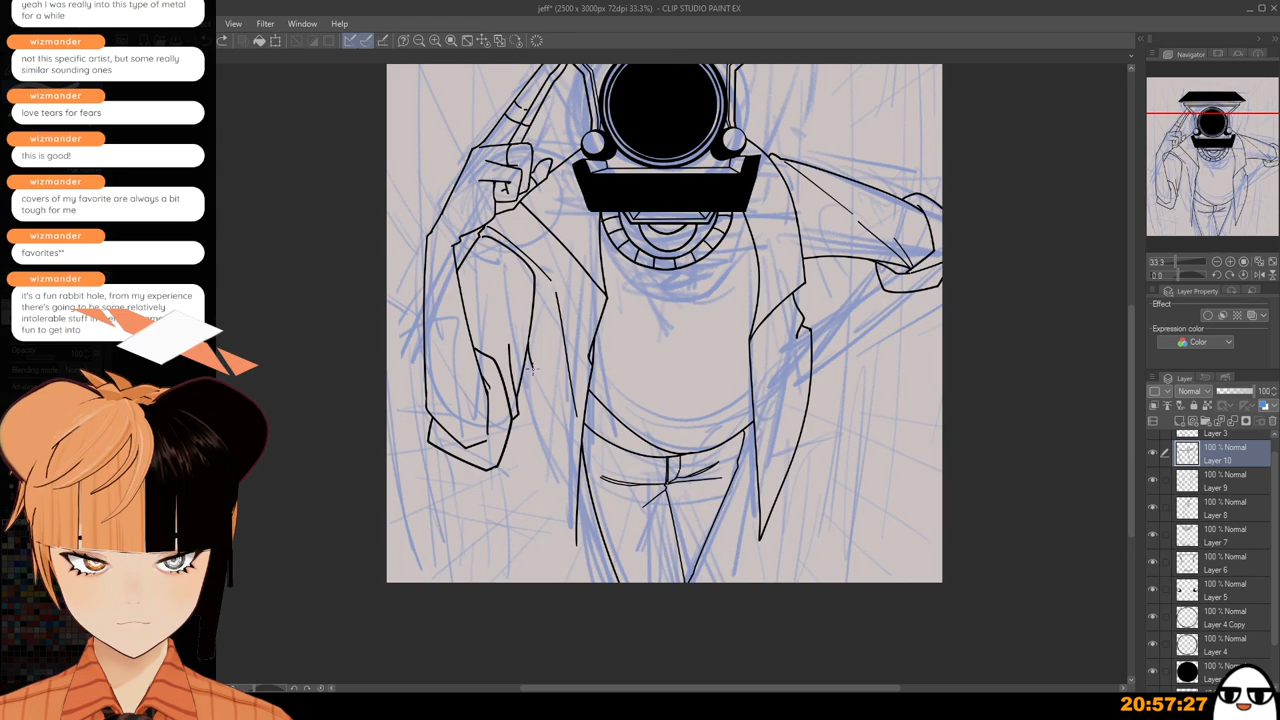 yeah I was really into this type of metal
for a while
wizmander
not this specific artist, but some really
similar sounding ones
wizmander
love tears for fears
wizmander
this is good!
wizmander
covers of my favorite are always a bit
tough for me
wizmander
favorites**
wizmander
it's a fun rabbit hole, from my experience
there's going to be some relatively
intolerable stuff in
fun to get into
jeff* (2500 x 3000px 72dpi 33.3%) - CLIP STUDIO PAINT EX
View Filter Window Help
Navigator
33.3
0.0
Layer Property
Effect
Expression color
Color
Layer
Normal 100
Layer 3
100 % Normal
Layer 10
100 % Normal
Layer 9
100 % Normal
Layer 8
100 % Normal
Layer 7
100 % Normal
Layer 6
100 % Normal
Layer 5
100 % Normal
Layer 4 Copy
100 % Normal
Layer 4
100 % Normal
20:57:27